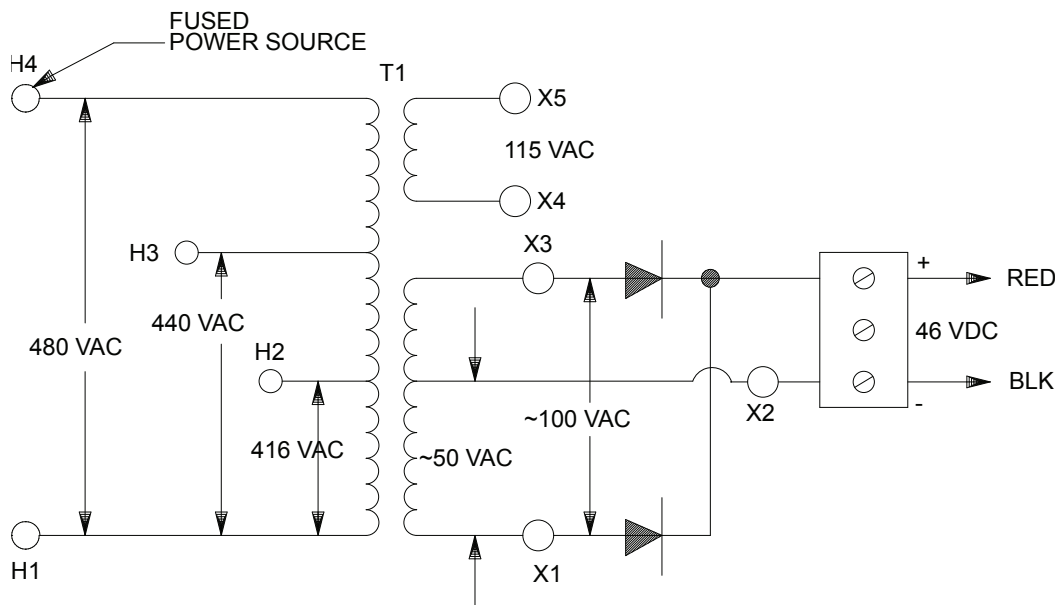 FUSED
POWER SOURCE
H4
T1
X5
115 VAC
X4
H3
X3
+
RED
440 VAC
46 VDC
480 VAC
H2
BLK
X2
-
~100 VAC
416 VAC
~50 VAC
H1
X1